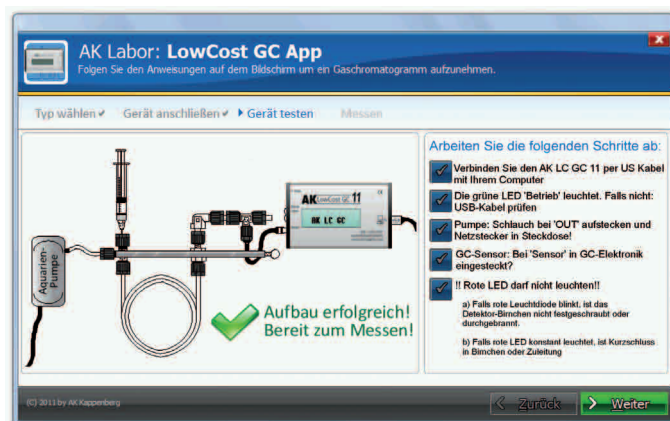 AK Labor: LowCost GC App
Folgen Sie den Anweisungen auf dem Bildschirm um ein Gaschromatogramm aufzunehmen.
Typ wählen Gerät anschließen Gerät testen Messen
Aquarien-
Pumpe
AK LowCost GC 11
AK LC GC
Aufbau erfolgreich!
Bereit zum Messen!
Arbeiten Sie die folgenden Schritte ab:
Verbinden Sie den AK LC GC 11 per US Kabel
mit Ihrem Computer
Die grüne LED 'Betrieb' leuchtet. Falls nicht:
USB-Kabel prüfen
Pumpe: Schlauch bei 'OUT' aufstecken und
Netzstecker in Steckdose!
GC-Sensor: Bei 'Sensor' in GC-Elektronik
eingesteckt?
!! Rote LED darf nicht leuchten!!
a) Falls rote Leuchtdiode blinkt, ist das
Detektor-Birnchen nicht festgeschraubt oder
durchgebrannt.
b) Falls rote LED konstant leuchtet, ist Kurzschluss
in Birnchen oder Zuleitung
(C) 2011 by AK Kappenberg
Zurück Weiter